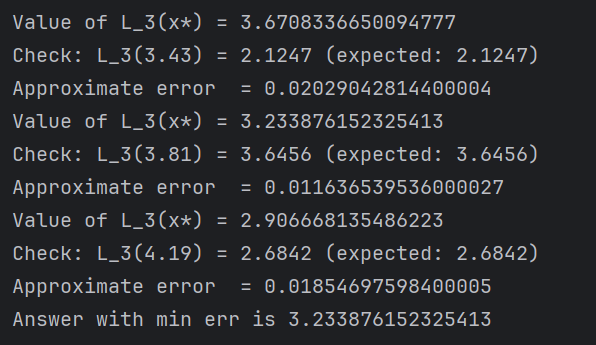 Value of L_3(x*) = 3.6708336650094777
Check: L_3(3.43) = 2.1247 (expected: 2.1247)
Approximate error  = 0.02029042814400004
Value of L_3(x*) = 3.233876152325413
Check: L_3(3.81) = 3.6456 (expected: 3.6456)
Approximate error  = 0.011636539536000027
Value of L_3(x*) = 2.906668135486223
Check: L_3(4.19) = 2.6842 (expected: 2.6842)
Approximate error  = 0.01854697598400005
Answer with min err is 3.233876152325413